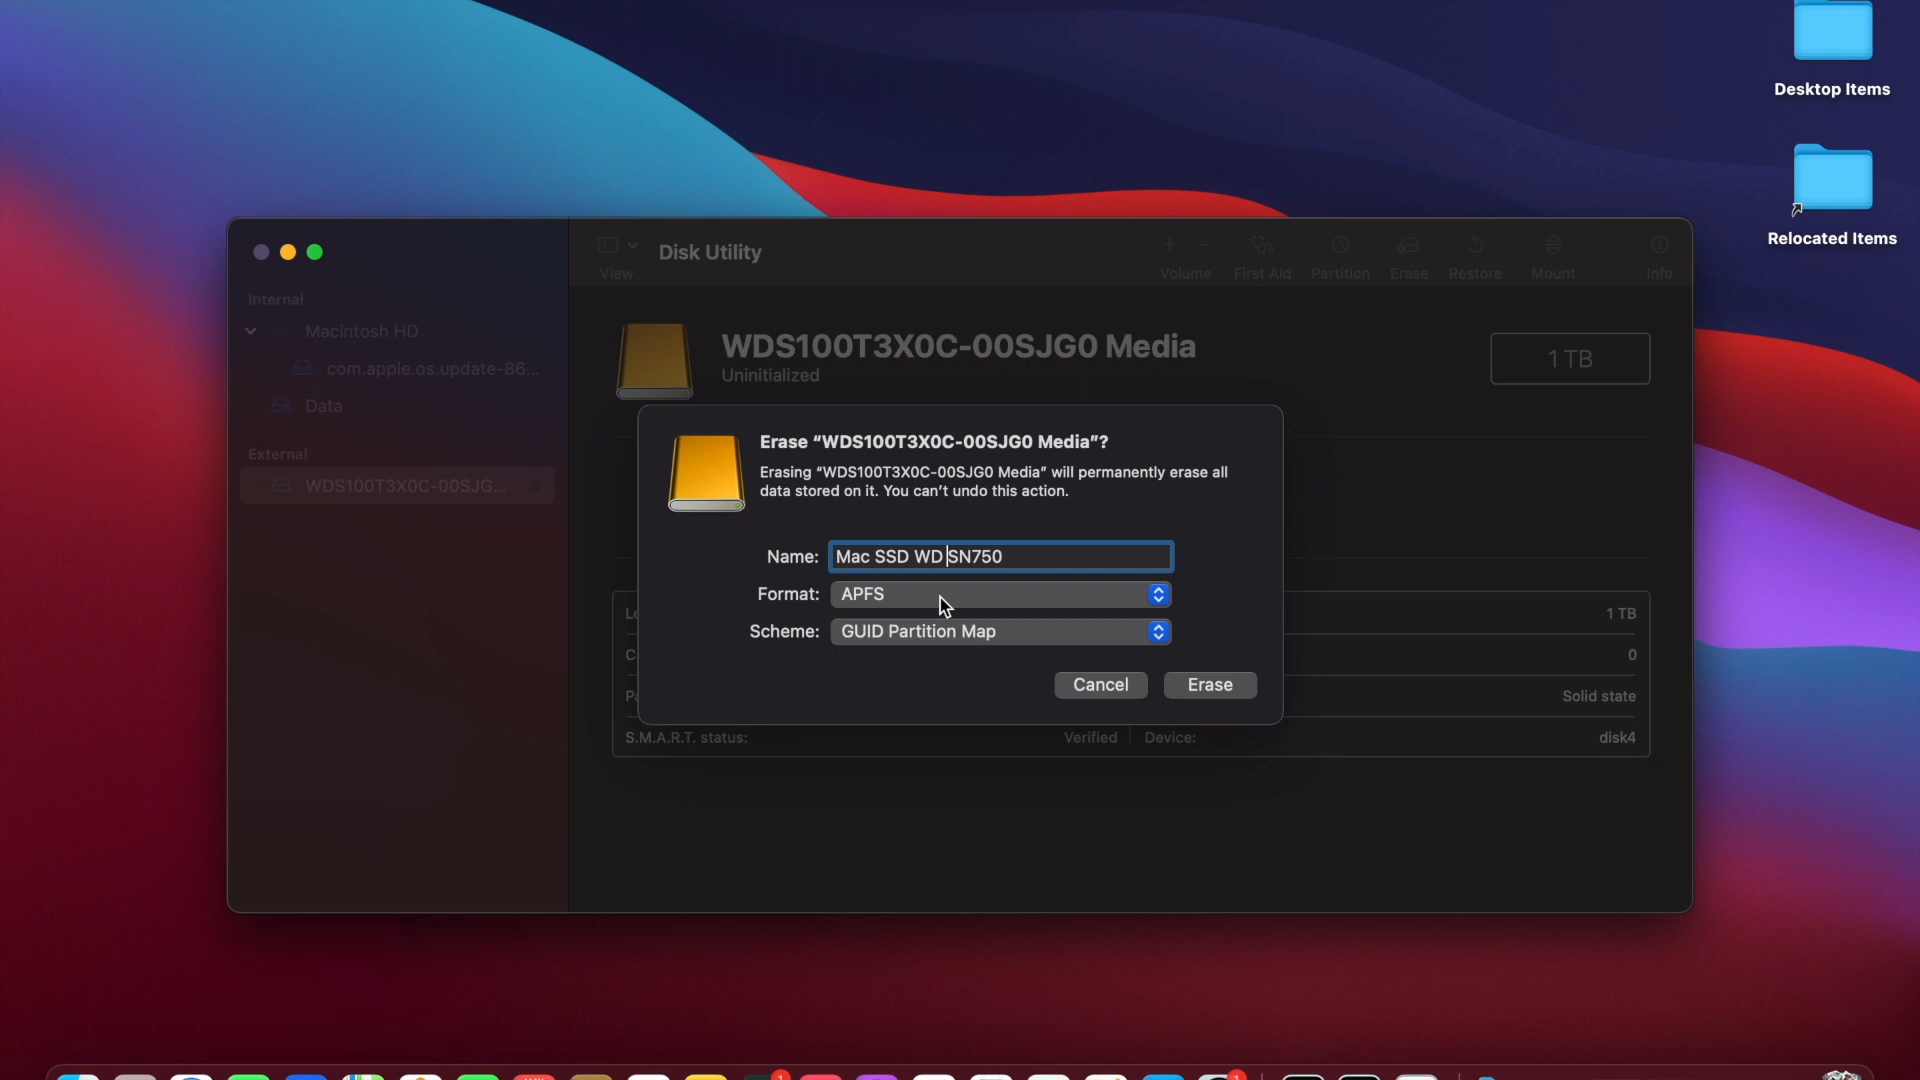 Desktop Items
Relocated Items
View
Disk Utility
Volume
First Aid
Partition
Erase
Restore
Mount
Info
Internal
Macintosh HD
com.apple.os.update-86...
Data
External
WDS100T3X0C-00SJG...
WDS100T3X0C-00SJG0 Media
Uninitialized
1 TB
Erase “WDS100T3X0C-00SJG0 Media”?
Erasing “WDS100T3X0C-00SJG0 Media” will permanently erase all
data stored on it. You can’t undo this action.
Name: Mac SSD WD SN750
Format: APFS
Scheme: GUID Partition Map
Cancel
Erase
1 TB
0
Solid state
S.M.A.R.T. status: Verified
Device: disk4
1
1